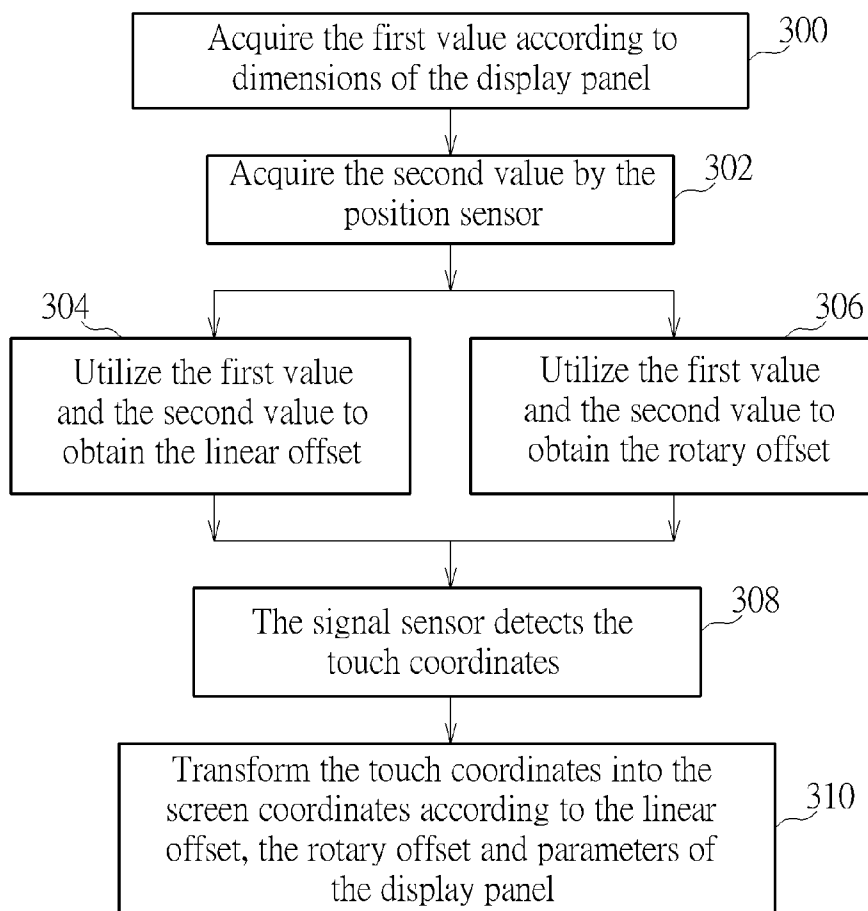 Acquire the first value according to
dimensions of the display panel
300
Acquire the second value by the
position sensor
302
304
Utilize the first value
and the second value to
obtain the linear offset
306
Utilize the first value
and the second value to
obtain the rotary offset
The signal sensor detects the
touch coordinates
308
Transform the touch coordinates into the
screen coordinates according to the linear
offset, the rotary offset and parameters of
the display panel
310